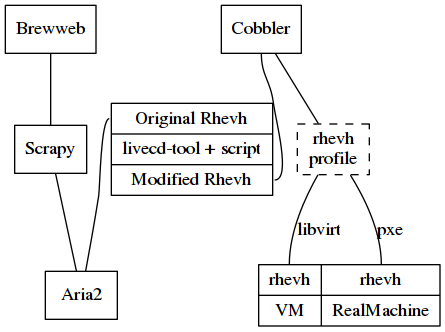 Brewweb
Cobbler
Original Rhevh
livecd-tool + script
Modified Rhevh
Scrapy
rhevh
profile
libvirt
pxe
Aria2
rhevh
rhevh
VM
RealMachine